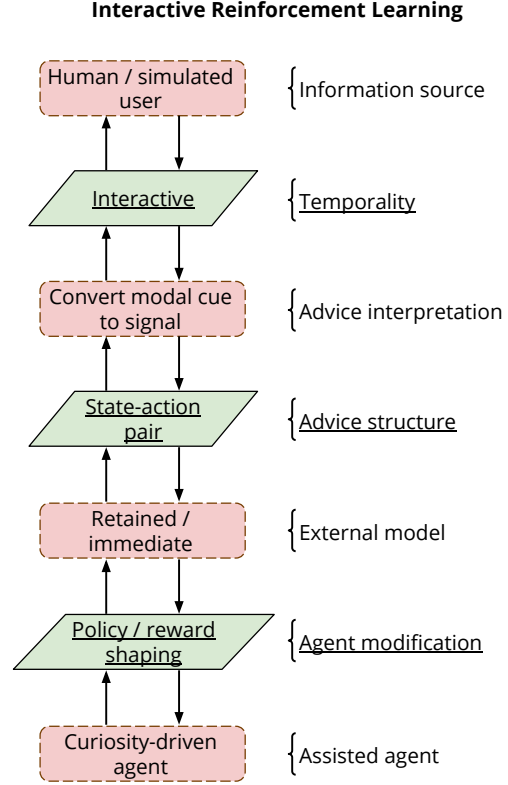 Interactive Reinforcement Learning
Human / simulated
user
Information source
Interactive
Temporality
Convert modal cue
to signal
Advice interpretation
State-action
pair
Advice structure
Retained /
immediate
External model
Policy / reward
shaping
Agent modification
Curiosity-driven
agent
Assisted agent